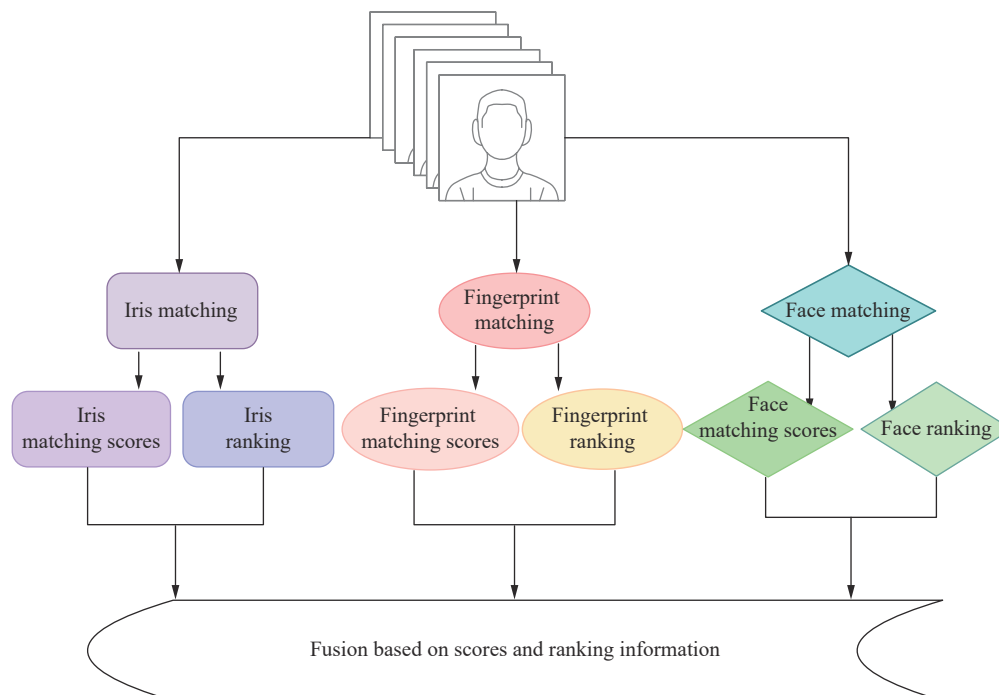 Iris matching
Fingerprint
matching
Face matching
Iris
matching scores
Iris
ranking
Fingerprint
matching scores
Fingerprint
ranking
Face
matching scores
Face ranking
Fusion based on scores and ranking information